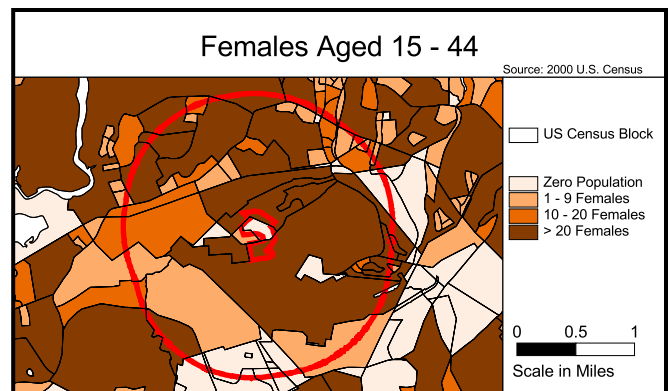 Females Aged 15 - 44
Source: 2000 U.S. Census
US Census Block
Zero Population
1 - 9 Females
10 - 20 Females
> 20 Females
0 0.5 1
Scale in Miles